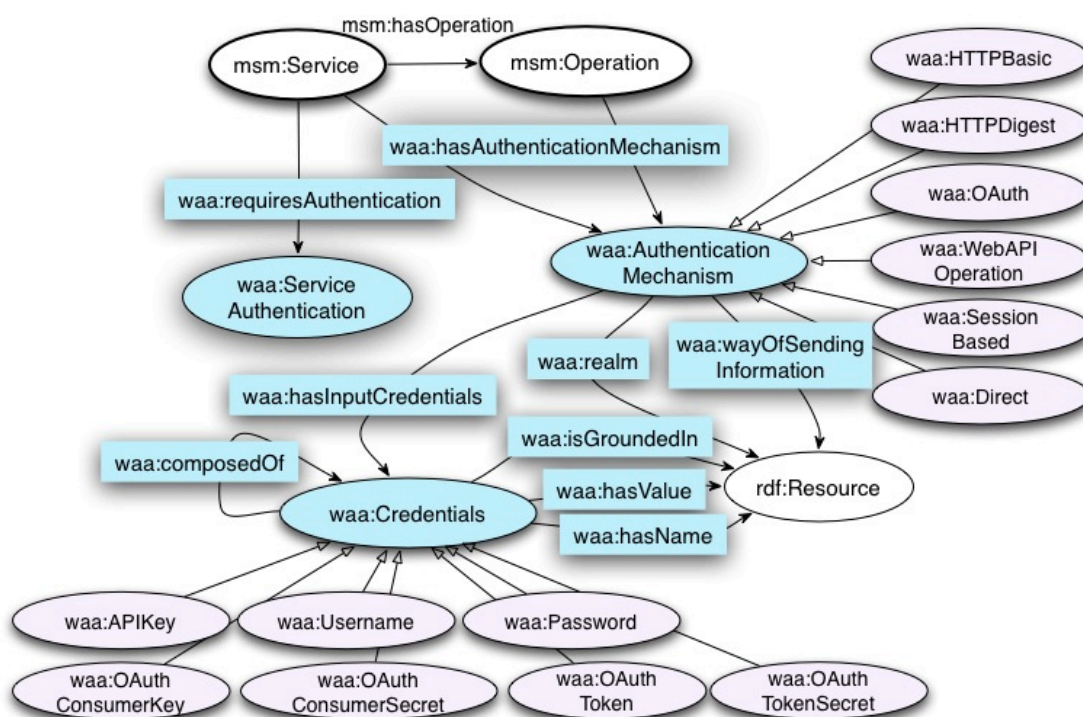 msm:hasOperation
msm:Service
msm:Operation
waa:HTTPBasic
waa:HTTPDigest
waa:hasAuthenticationMechanism
waa:requiresAuthentication
waa:OAuth
waa:Authentication
Mechanism
waa:WebAPI
Operation
waa:Service
Authentication
waa:Session
Based
waa:realm
waa:wayOfSending
Information
waa:Direct
waa:hasInputCredentials
waa:isGroundedIn
waa:composedOf
waa:hasValue
rdf:Resource
waa:Credentials
waa:hasName
waa:APIKey
waa:Username
waa:Password
waa:OAuth
ConsumerKey
waa:OAuth
ConsumerSecret
waa:OAuth
Token
waa:OAuth
TokenSecret